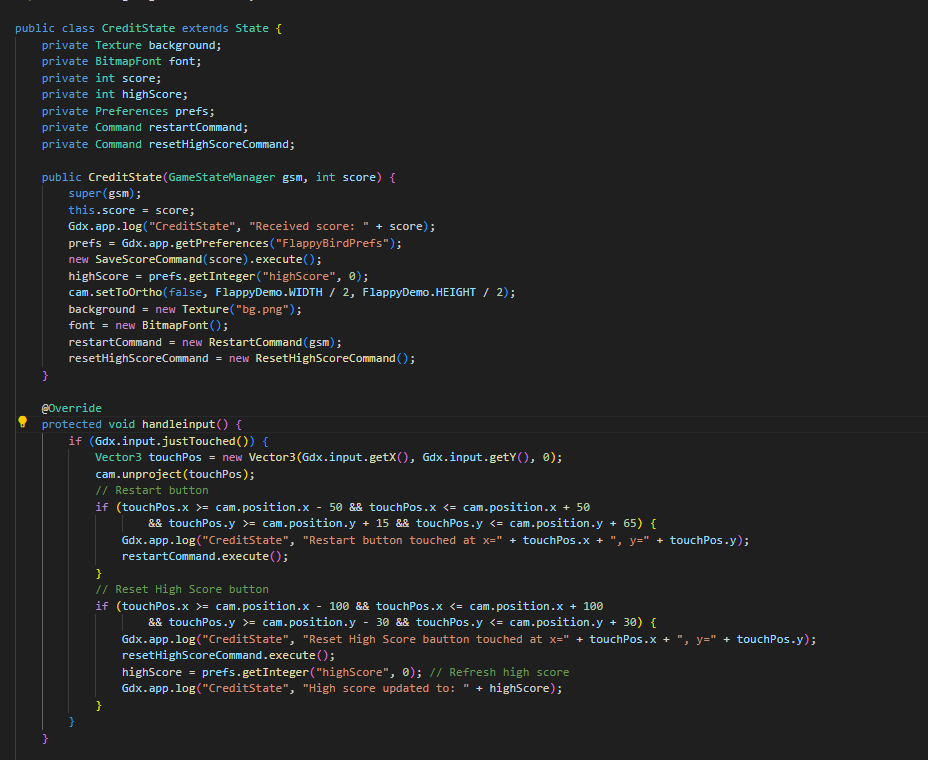 public class CreditState extends State {
private Texture background;
private BitmapFont font;
private int score;
private int highScore;
private Preferences prefs;
private Command restartCommand;
private Command resetHighScoreCommand;
public CreditState(GameStateManager gsm, int score) {
super(gsm);
this.score = score;
Gdx.app.log("CreditState", "Received score: " + score);
prefs = Gdx.app.getPreferences("FlappyBirdPrefs");
new SaveScoreCommand(score).execute();
highScore = prefs.getInteger("highScore", 0);
cam.setToOrtho(false, FlappyDemo.WIDTH / 2, FlappyDemo.HEIGHT / 2);
background = new Texture("bg.png");
font = new BitmapFont();
restartCommand = new RestartCommand(gsm);
resetHighScoreCommand = new ResetHighScoreCommand();
}
@Override
protected void handleinput() {
if (Gdx.input.justTouched()) {
Vector3 touchPos = new Vector3(Gdx.input.getX(), Gdx.input.getY(), 0);
cam.unproject(touchPos);
// Restart button
if (touchPos.x >= cam.position.x - 50 && touchPos.x <= cam.position.x + 50
&& touchPos.y >= cam.position.y + 15 && touchPos.y <= cam.position.y + 65) {
Gdx.app.log("CreditState", "Restart button touched at x=" + touchPos.x + ", y=" + touchPos.y);
restartCommand.execute();
}
// Reset High Score button
if (touchPos.x >= cam.position.x - 100 && touchPos.x <= cam.position.x + 100
&& touchPos.y >= cam.position.y - 30 && touchPos.y <= cam.position.y + 30) {
Gdx.app.log("CreditState", "Reset High Score bautton touched at x=" + touchPos.x + ", y=" + touchPos.y);
resetHighScoreCommand.execute();
highScore = prefs.getInteger("highScore", 0); // Refresh high score
Gdx.app.log("CreditState", "High score updated to: " + highScore);
}
}
}